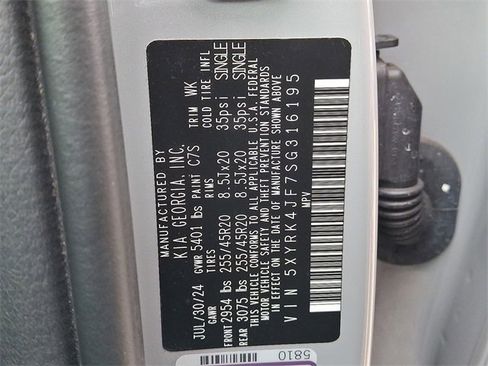 MANUFACTURED BY
KIA GEORGIA, INC.
JUL/30/24 GVWR 5401 lbs PAINT C7S TRIM WK
GAWR TIRES RIMS COLD TIRE INFL
FRONT 2954 lbs 255/45R20 8.5Jx20 35psi SINGLE
REAR 3075 lbs 255/45R20 8.5Jx20 35psi SINGLE
THIS VEHICLE CONFORMS TO ALL APPLICABLE U.S.A. FEDERAL
MOTOR VEHICLE SAFETY AND THEFT PREVENTION STANDARDS
IN EFFECT ON THE DATE OF MANUFACTURE SHOWN ABOVE
VIN 5XYRK4JF7SG316195
MPV
5810